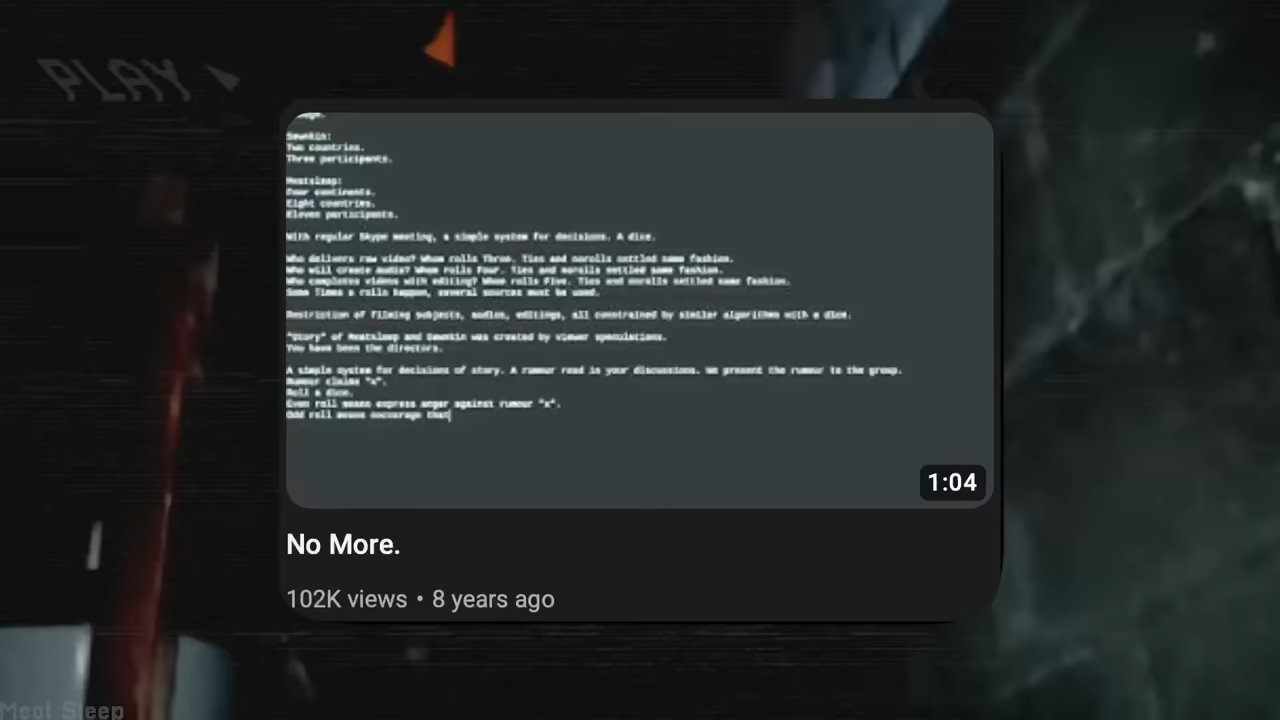 PLAY
Sewnkin:
Two countries.
Three participants.
Meatsleep:
Four continents.
Eight countries.
Eleven participants.
With regular Skype meeting, a simple system for decisions. A dice.
Who delivers raw video? Whom rolls Three. Ties and norolls settled same fashion.
Who will create audio? Whom rolls Four. Ties and norolls settled same fashion.
Who completes videos with editing? Whom rolls Five. Ties and norolls settled same fashion.
Some Times a rolls happen, several sources must be used.
Restriction of filming subjects, audios, editings, all constrained by similar algorithm with a dice.
"Story" of Meatsleep and Sewnkin was created by viewer speculations.
You have been the directors.
A simple system for decisions of story. A rumour read in your discussions. We present the rumour to the group.
Rumour claims "x".
Roll a dice.
Even roll means express anger against rumour "x".
Odd roll means encourage that
1:04
No More.
102K views • 8 years ago
Meat Sleep